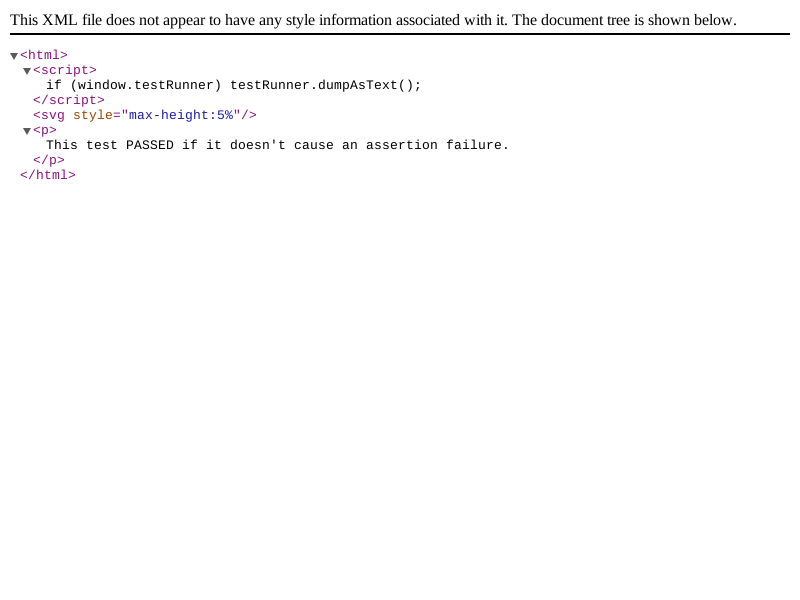 This XML file does not appear to have any style information associated with it. The document tree is shown below.
▼<html>
▼<script>
if (window.testRunner) testRunner.dumpAsText();
</script>
<svg style="max-height:5%"/>
▼<p>
This test PASSED if it doesn't cause an assertion failure.
</p>
</html>